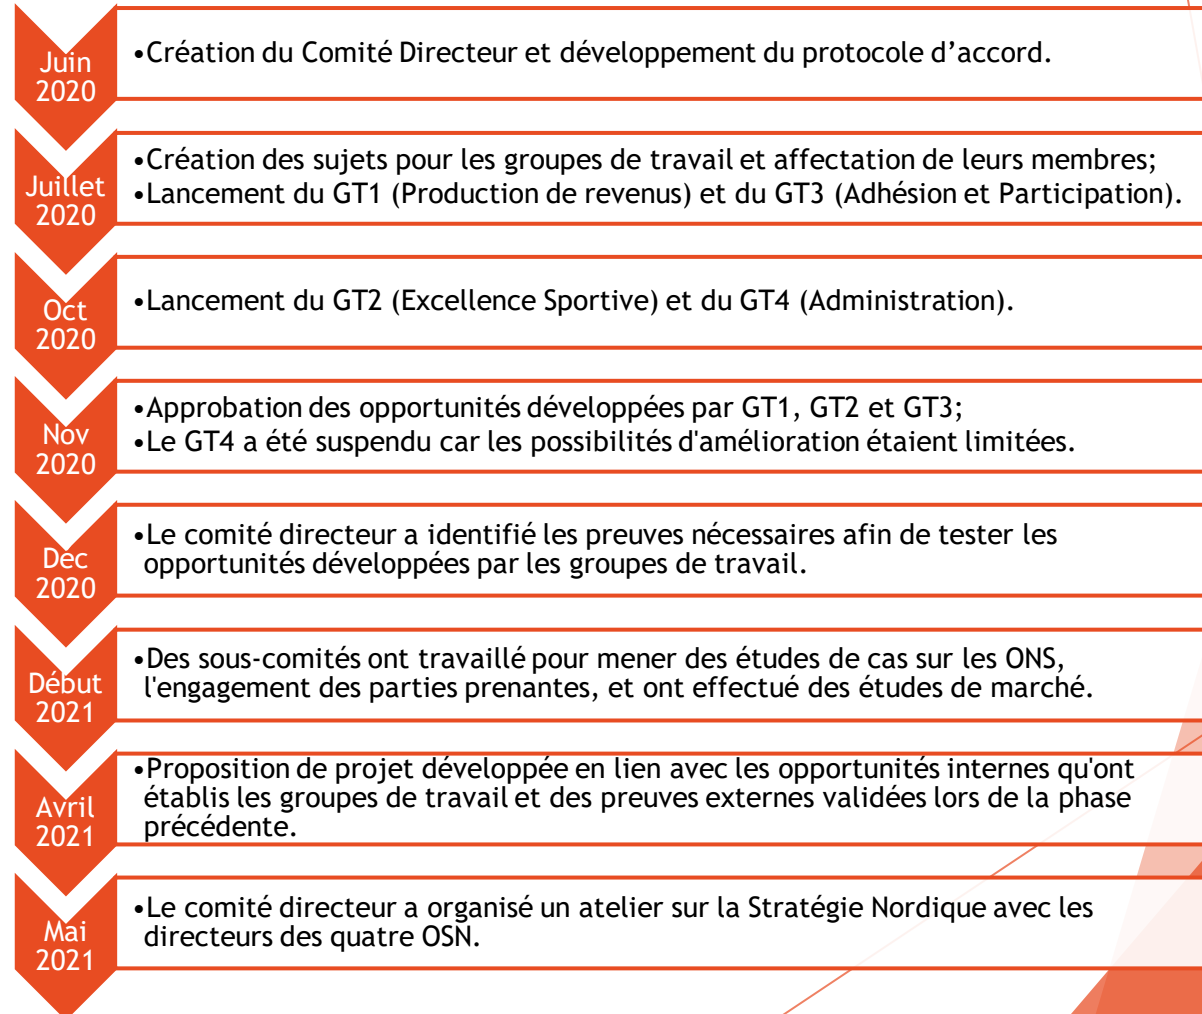 Juin
2020
•Création du Comité Directeur et développement du protocole d’accord.
Juillet
2020
•Création des sujets pour les groupes de travail et affectation de leurs membres;
•Lancement du GT1 (Production de revenus) et du GT3 (Adhésion et Participation).
Oct
2020
•Lancement du GT2 (Excellence Sportive) et du GT4 (Administration).
Nov
2020
•Approbation des opportunités développées par GT1, GT2 et GT3;
•Le GT4 a été suspendu car les possibilités d'amélioration étaient limitées.
Dec
2020
•Le comité directeur a identifié les preuves nécessaires afin de tester les
opportunités développées par les groupes de travail.
Début
2021
•Des sous-comités ont travaillé pour mener des études de cas sur les ONS,
l'engagement des parties prenantes, et ont effectué des études de marché.
Avril
2021
•Proposition de projet développée en lien avec les opportunités internes qu'ont
établis les groupes de travail et des preuves externes validées lors de la phase
précédente.
Mai
2021
•Le comité directeur a organisé un atelier sur la Stratégie Nordique avec les
directeurs des quatre OSN.